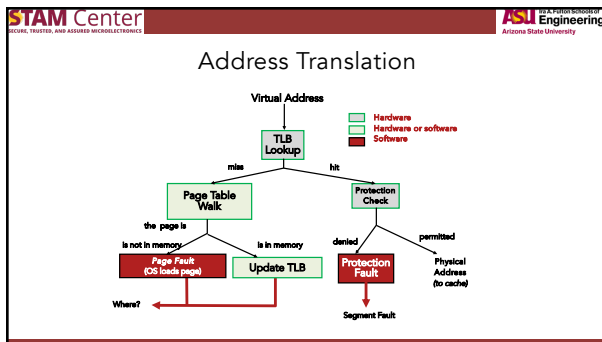 STAM Center
SECURE, TRUSTED, AND ASSURED MICROELECTRONICS
ASU Ira A. Fulton Schools of
Engineering
Arizona State University
Address Translation
Virtual Address
Hardware
Hardware or software
Software
TLB
Lookup
miss
hit
Page Table
Walk
Protection
Check
the page is
is not in memory
is in memory
denied
permitted
Page Fault
(OS loads page)
Update TLB
Protection
Fault
Physical
Address
(to cache)
Where?
Segment Fault